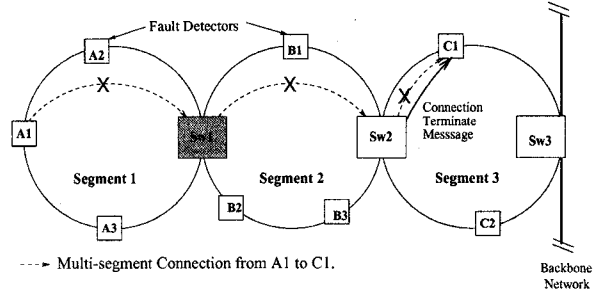 Fault Detectors
A2
B1
C1
A1
Sw1
Sw2
Sw3
Connection
Terminate
Messsage
Segment 1
Segment 2
Segment 3
A3
B2
B3
C2
Multi-segment Connection from A1 to C1.
Backbone
Network